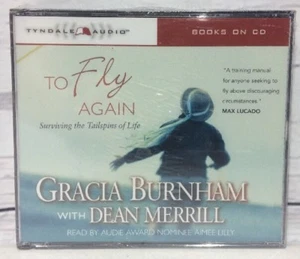 TYNDALE AUDIO
BOOKS ON CD
TO Fly
AGAIN
Surviving the Tailspins of Life
"A training manual
for anyone seeking to
fly above discouraging
circumstances."
MAX LUCADO
GRACIA BURNHAM
WITH DEAN MERRILL
READ BY AUDIE AWARD NOMINEE AIMEE LILLY